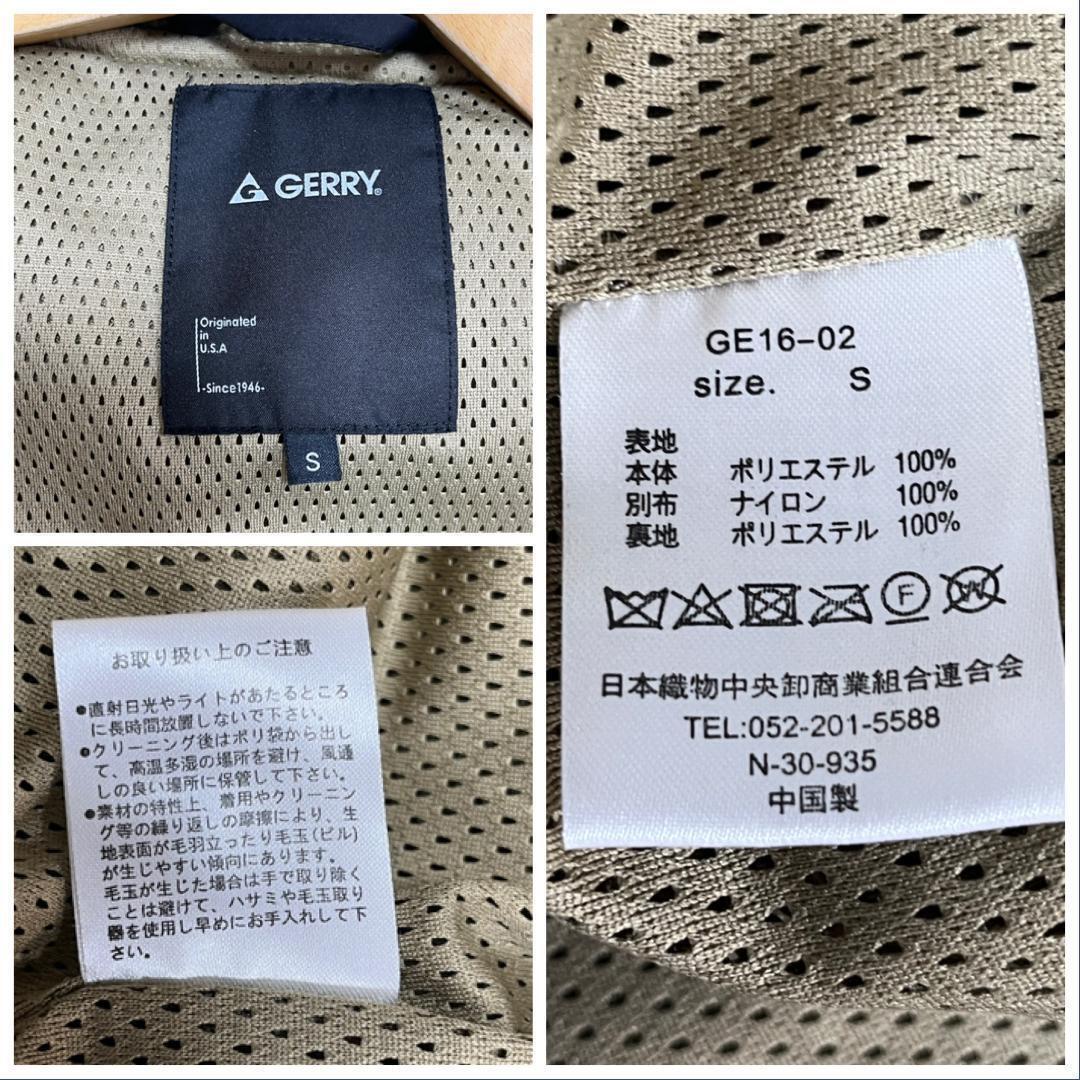 GERRY®
Originated
in
U.S.A
-Since1946-
S
GE16-02
size. S
表地
本体 ポリエステル 100%
別布 ナイロン 100%
裏地 ポリエステル 100%
F
W
日本織物中央卸商業組合連合会
TEL:052-201-5588
N-30-935
中国製
お取り扱い上のご注意
●直射日光やライトがあたるところ
に長時間放置しないで下さい。
●クリーニング後はポリ袋から出し
て、高温多湿の場所を避け、風通
しの良い場所に保管して下さい。
●素材の特性上、着用やクリーニン
グ等の繰り返しの摩擦により、生
地表面が毛羽立ったり毛玉(ピル)
が生じやすい傾向にあります。
毛玉が生じた場合は手で取り除く
ことは避けて、ハサミや毛玉取り
器を使用し早めにお手入れして下
さい。